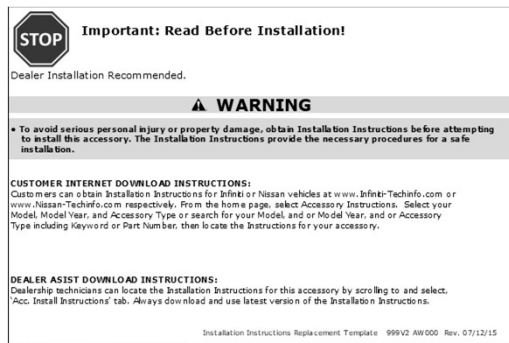 STOP
Important: Read Before Installation!
Dealer Installation Recommended.
WARNING
• To avoid serious personal injury or property damage, obtain Installation Instructions before attempting
to install this accessory. The Installation Instructions provide the necessary procedures for a safe
installation.
CUSTOMER INTERNET DOWNLOAD INSTRUCTIONS:
Customers can obtain Installation Instructions for Infiniti or Nissan vehicles at www.Infiniti-Techinfo.com or
www.Nissan-Techinfo.com respectively. From the home page, select Accessory Instructions. Select your
Model, Model Year, and Accessory Type or search for your Model, and or Model Year, and or Accessory
Type including Keyword or Part Number, then locate the Instructions for your accessory.
DEALER ASIST DOWNLOAD INSTRUCTIONS:
Dealership technicians can locate the Installation Instructions for this accessory by scrolling to and select,
'Acc. Install Instructions' tab. Always download and use latest version of the Installation Instructions.
Installation Instructions Replacement Template 999V2 AW000 Rev. 07/12/15